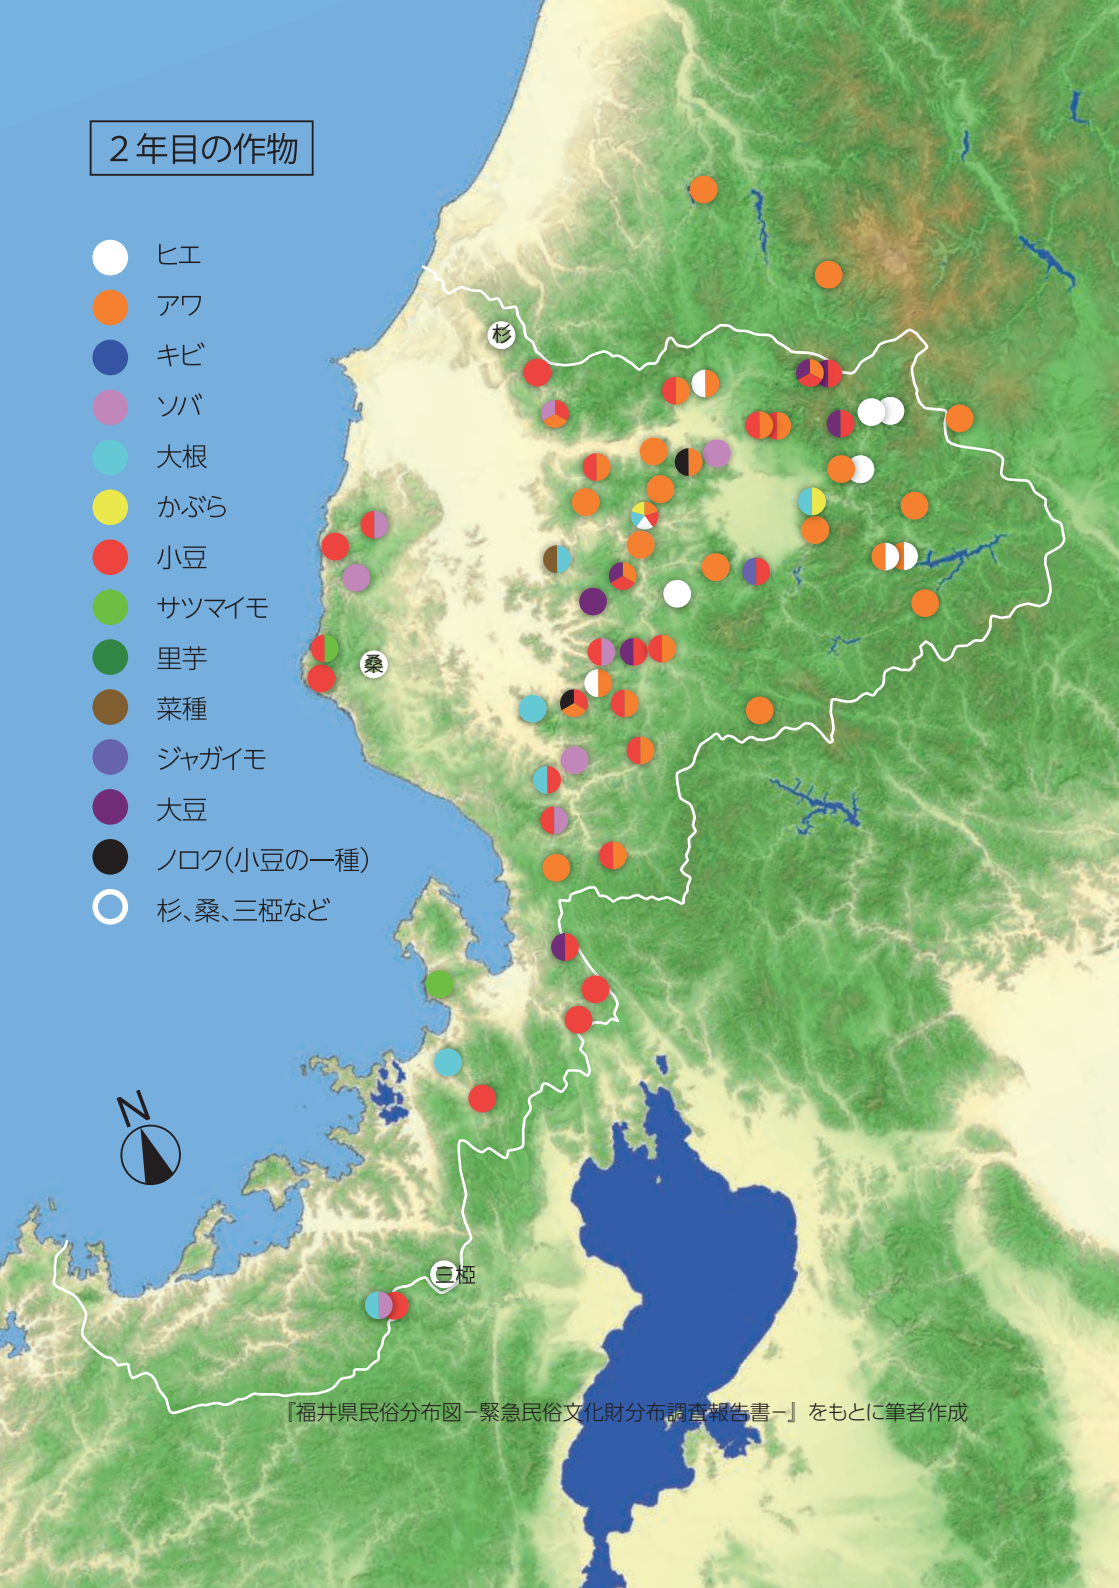 ２年目の作物
ヒエ
アワ
キビ
ソバ
大根
かぶら
小豆
サツマイモ
里芋
菜種
ジャガイモ
大豆
ノロク（小豆の一種）
杉、桑、三椏など
杉
桑
N
三椏
『福井県民俗分布図－緊急民俗文化財分布調査報告書－』をもとに筆者作成